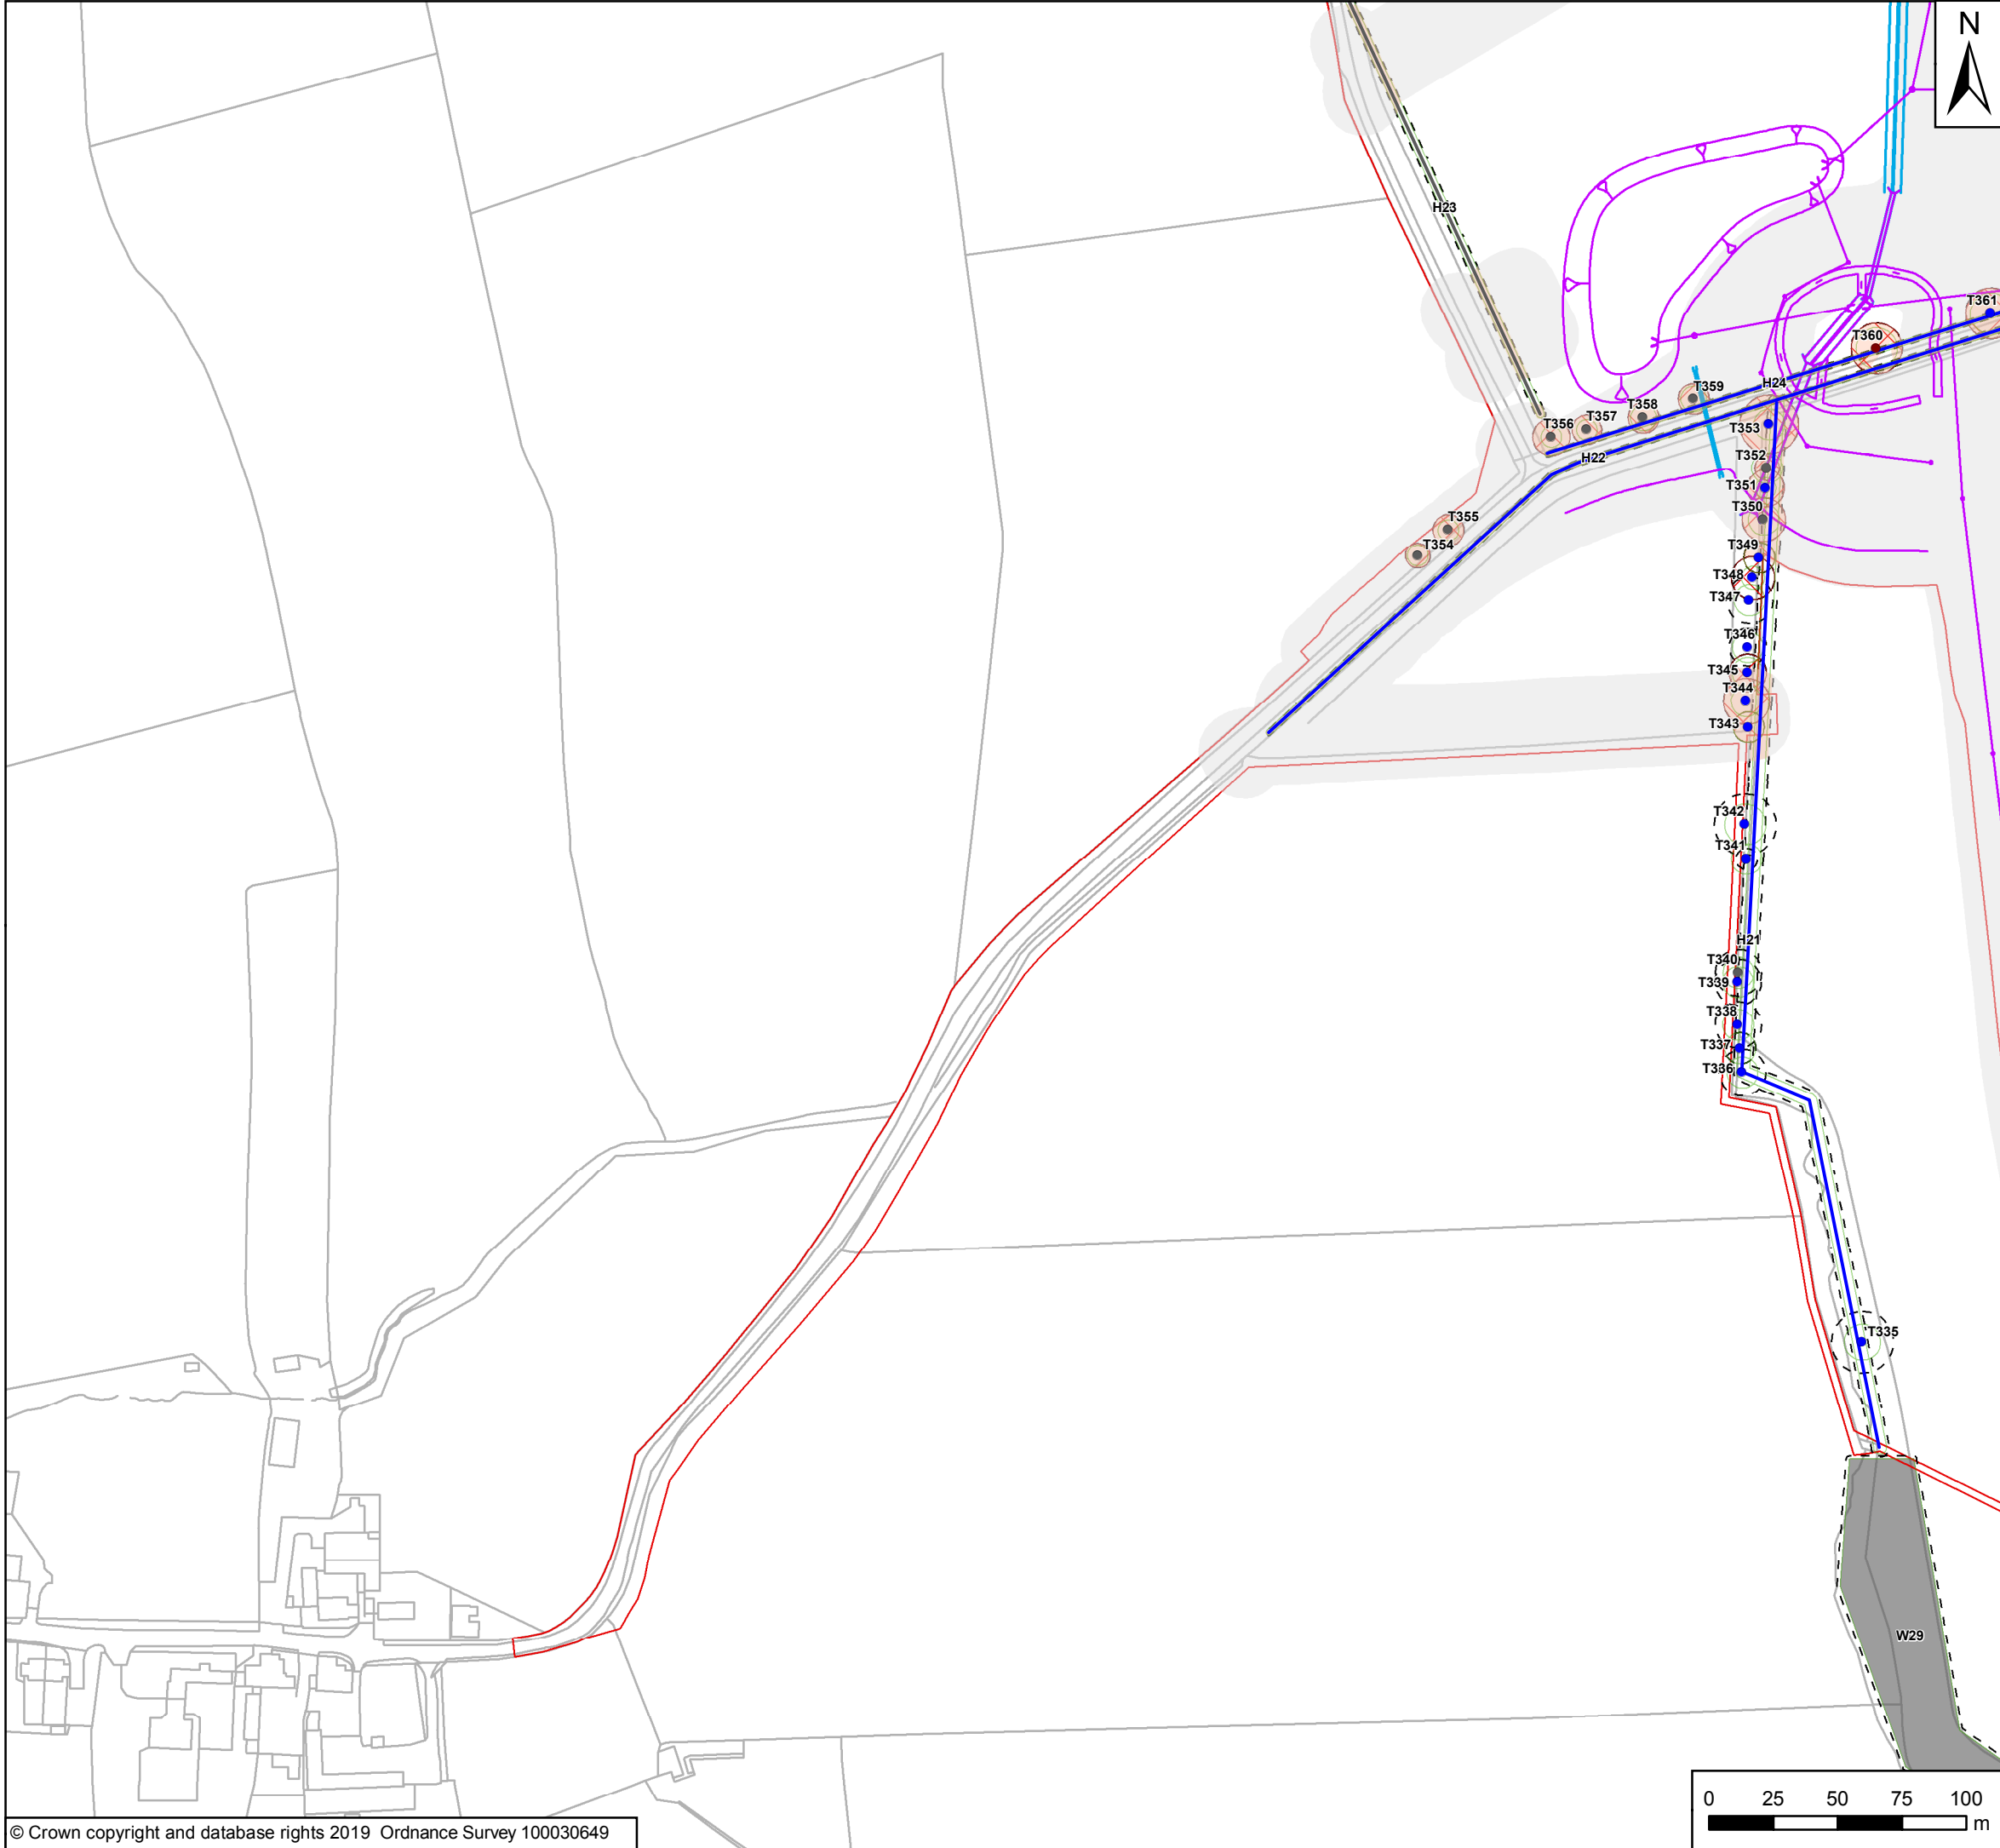 N
H23
T361
T360
H24
T359
T358
T357
T356
T353
H22
T352
T351
T350
T355
T354
T349
T348
T347
T346
T345
T344
T343
T342
T341
H21
T340
T339
T338
T337
T336
T335
W29
0 25 50 75 100
m
© Crown copyright and database rights 2019 Ordnance Survey 100030649